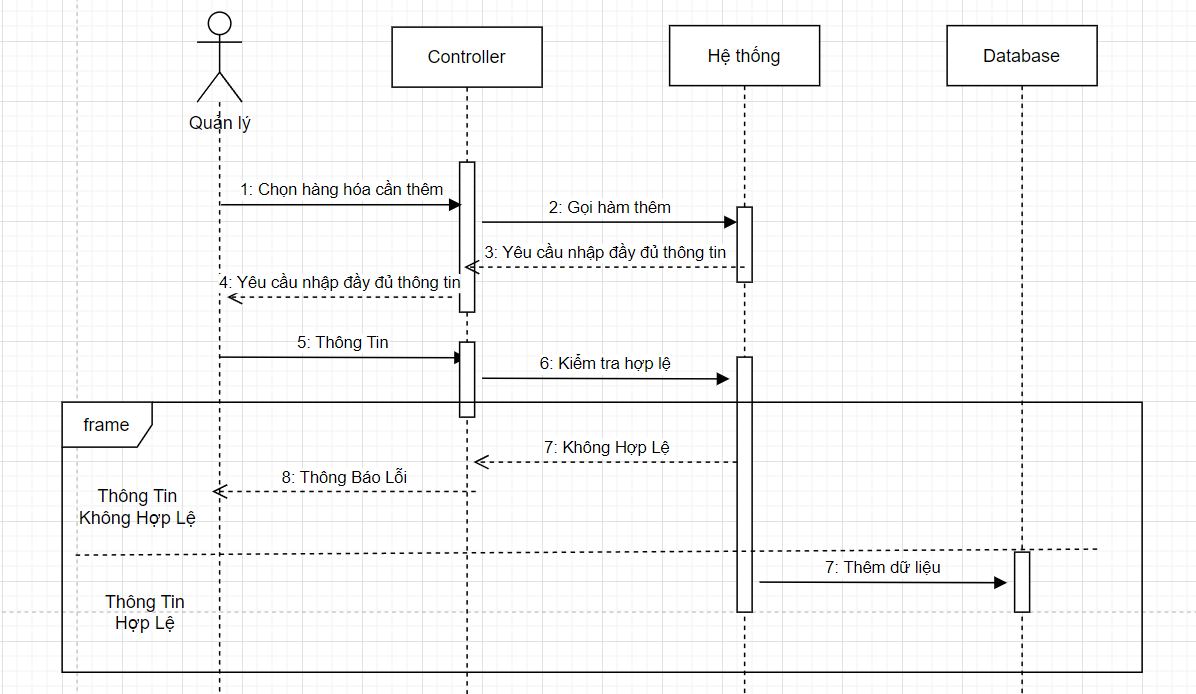 Quản lý
Controller
Hệ thống
Database
1: Chọn hàng hóa cần thêm
2: Gọi hàm thêm
3: Yêu cầu nhập đầy đủ thông tin
4: Yêu cầu nhập đầy đủ thông tin
5: Thông Tin
6: Kiểm tra hợp lệ
frame
7: Không Hợp Lệ
8: Thông Báo Lỗi
Thông Tin
Không Hợp Lệ
7: Thêm dữ liệu
Thông Tin
Hợp Lệ